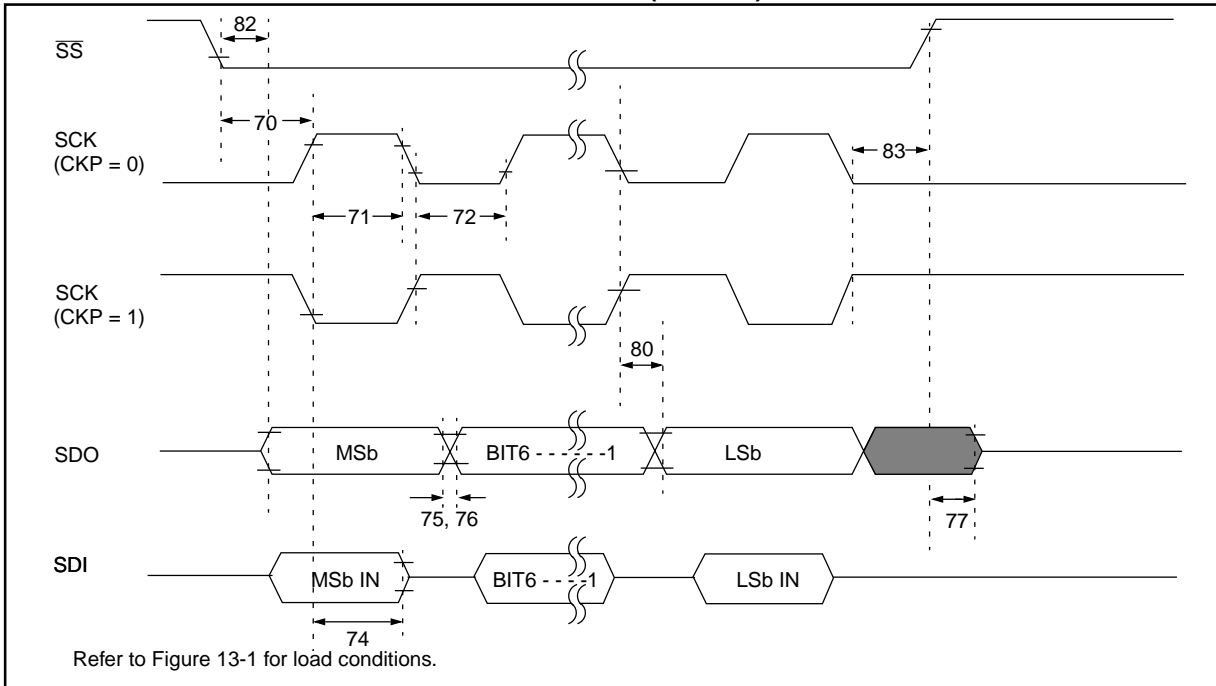 82
SS
70
SCK
(CKP = 0)
83
71
72
SCK
(CKP = 1)
80
SDO
MSb
BIT6 - - - - - -1
LSb
75, 76
77
SDI
MSb IN
BIT6 - - - -1
LSb IN
74
Refer to Figure 13-1 for load conditions.